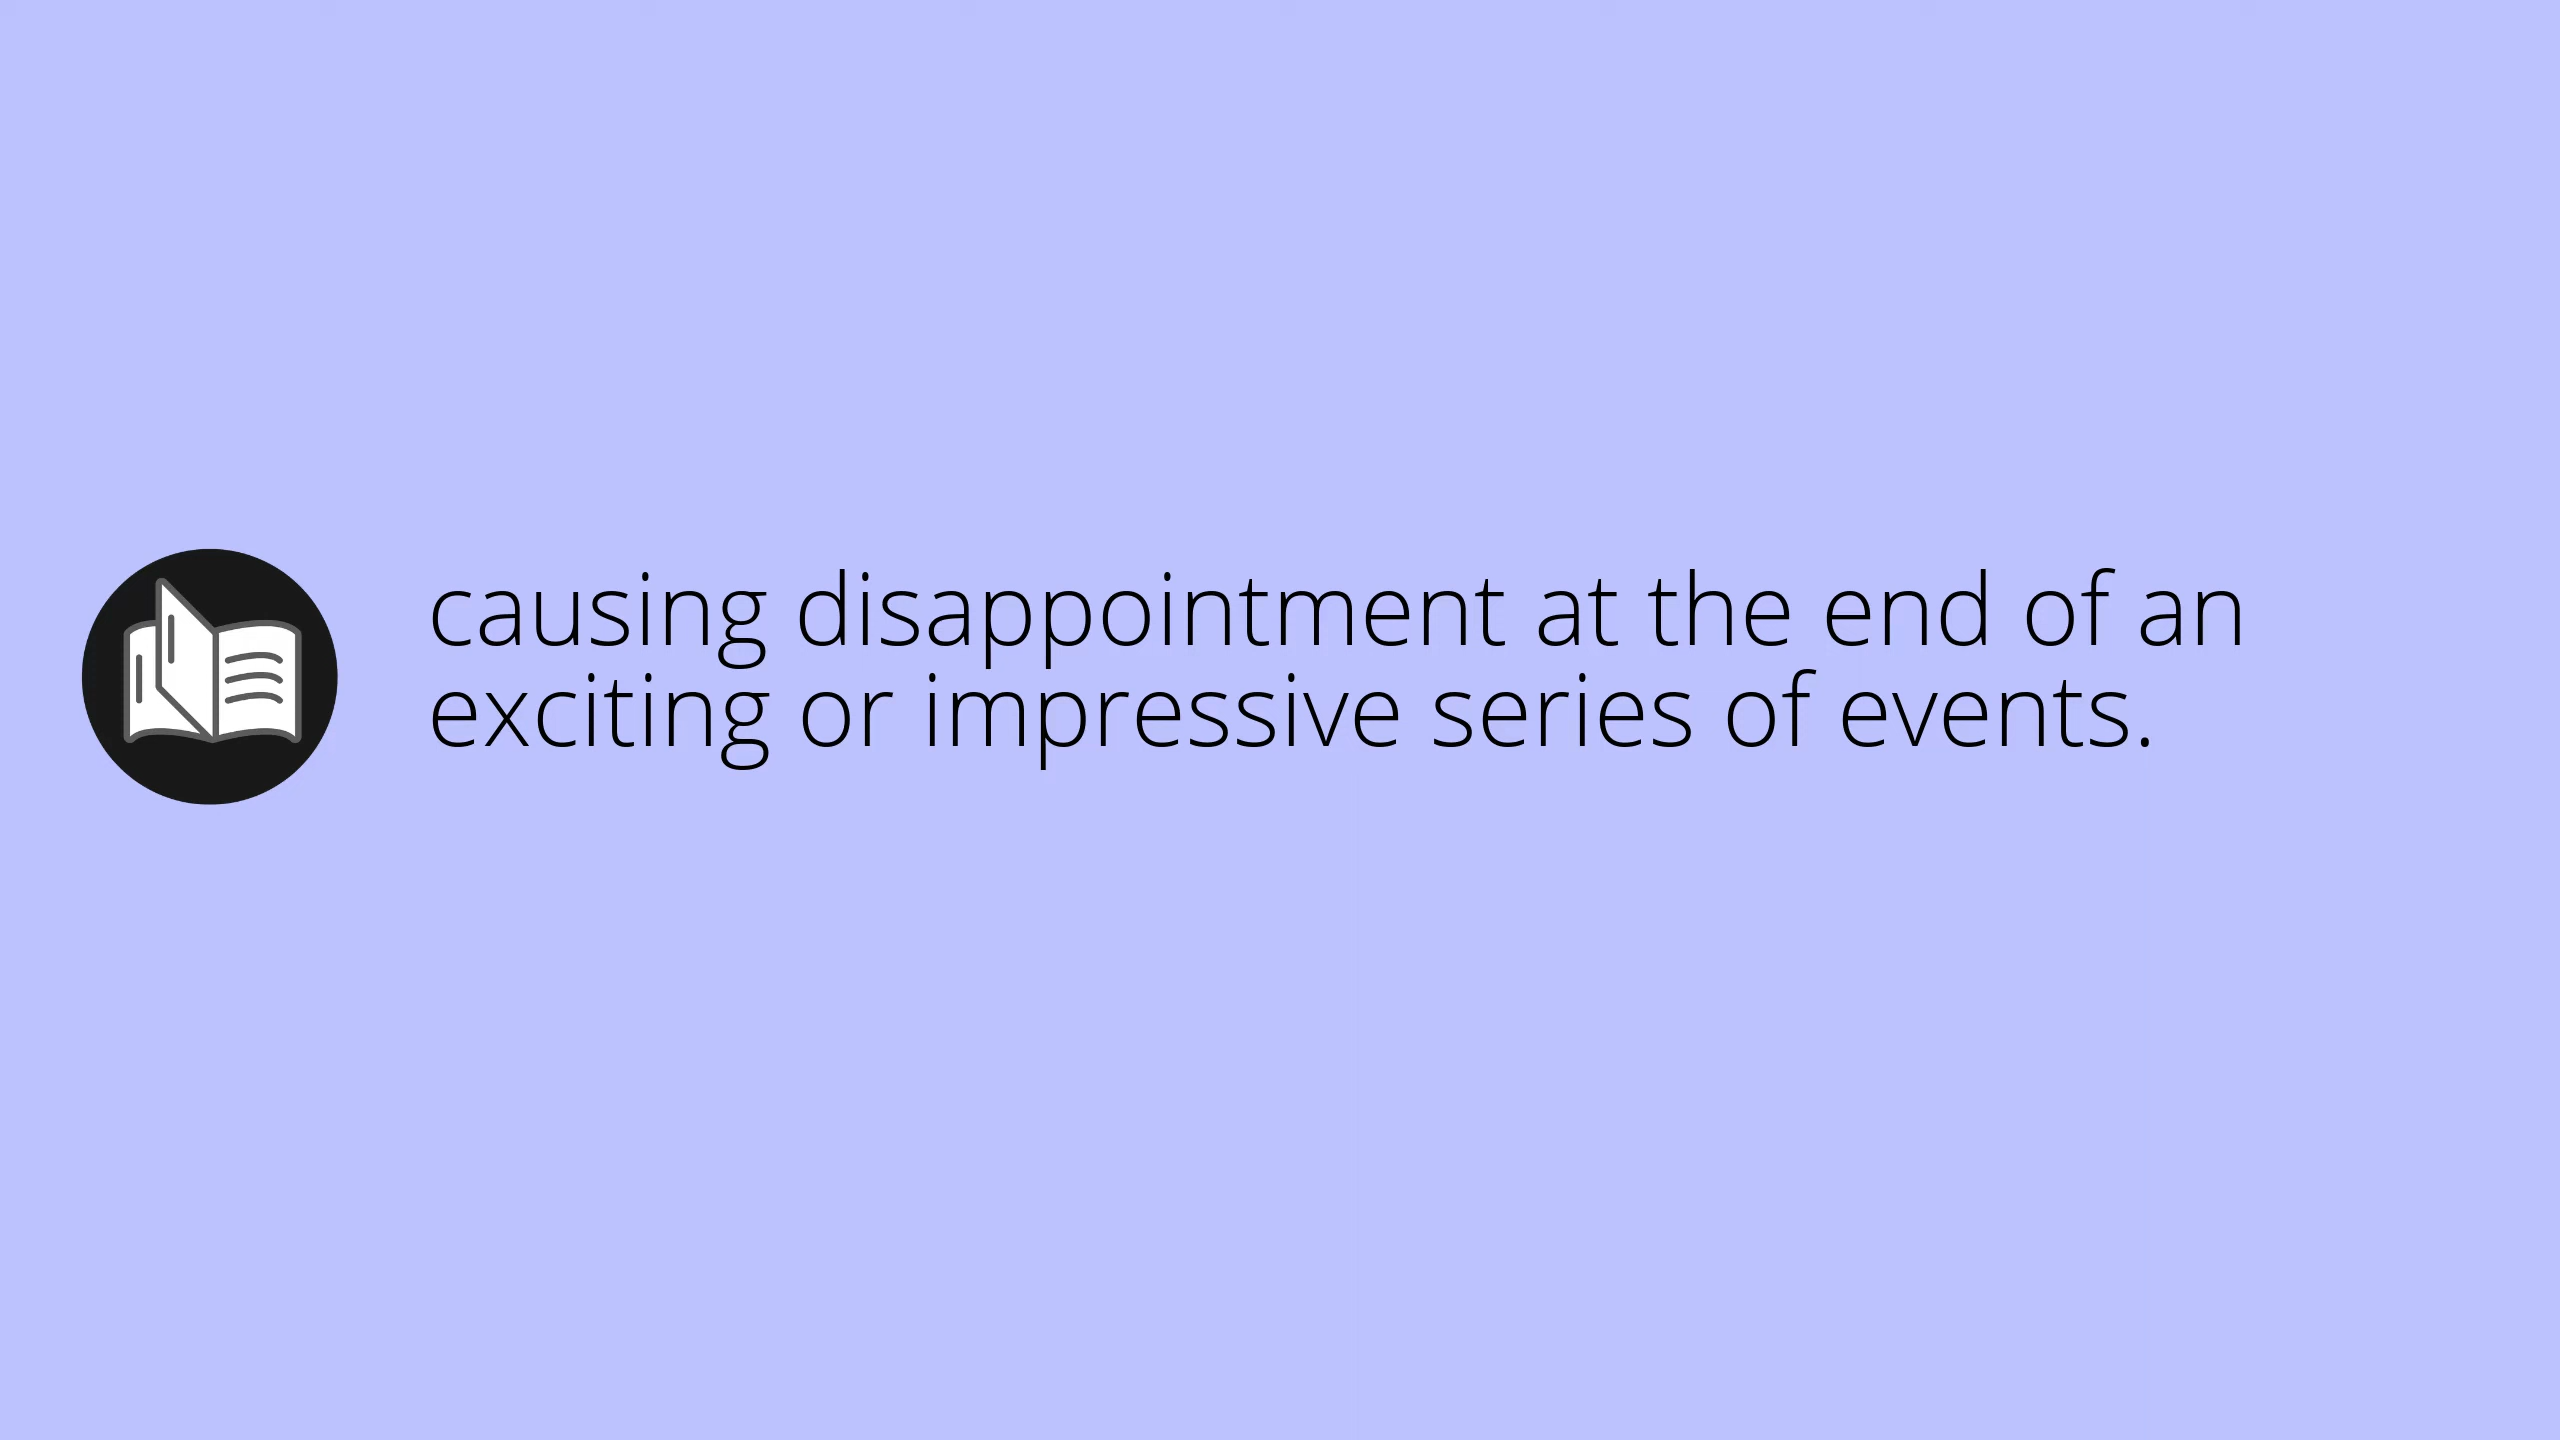 causing disappointment at the end of an
exciting or impressive series of events.